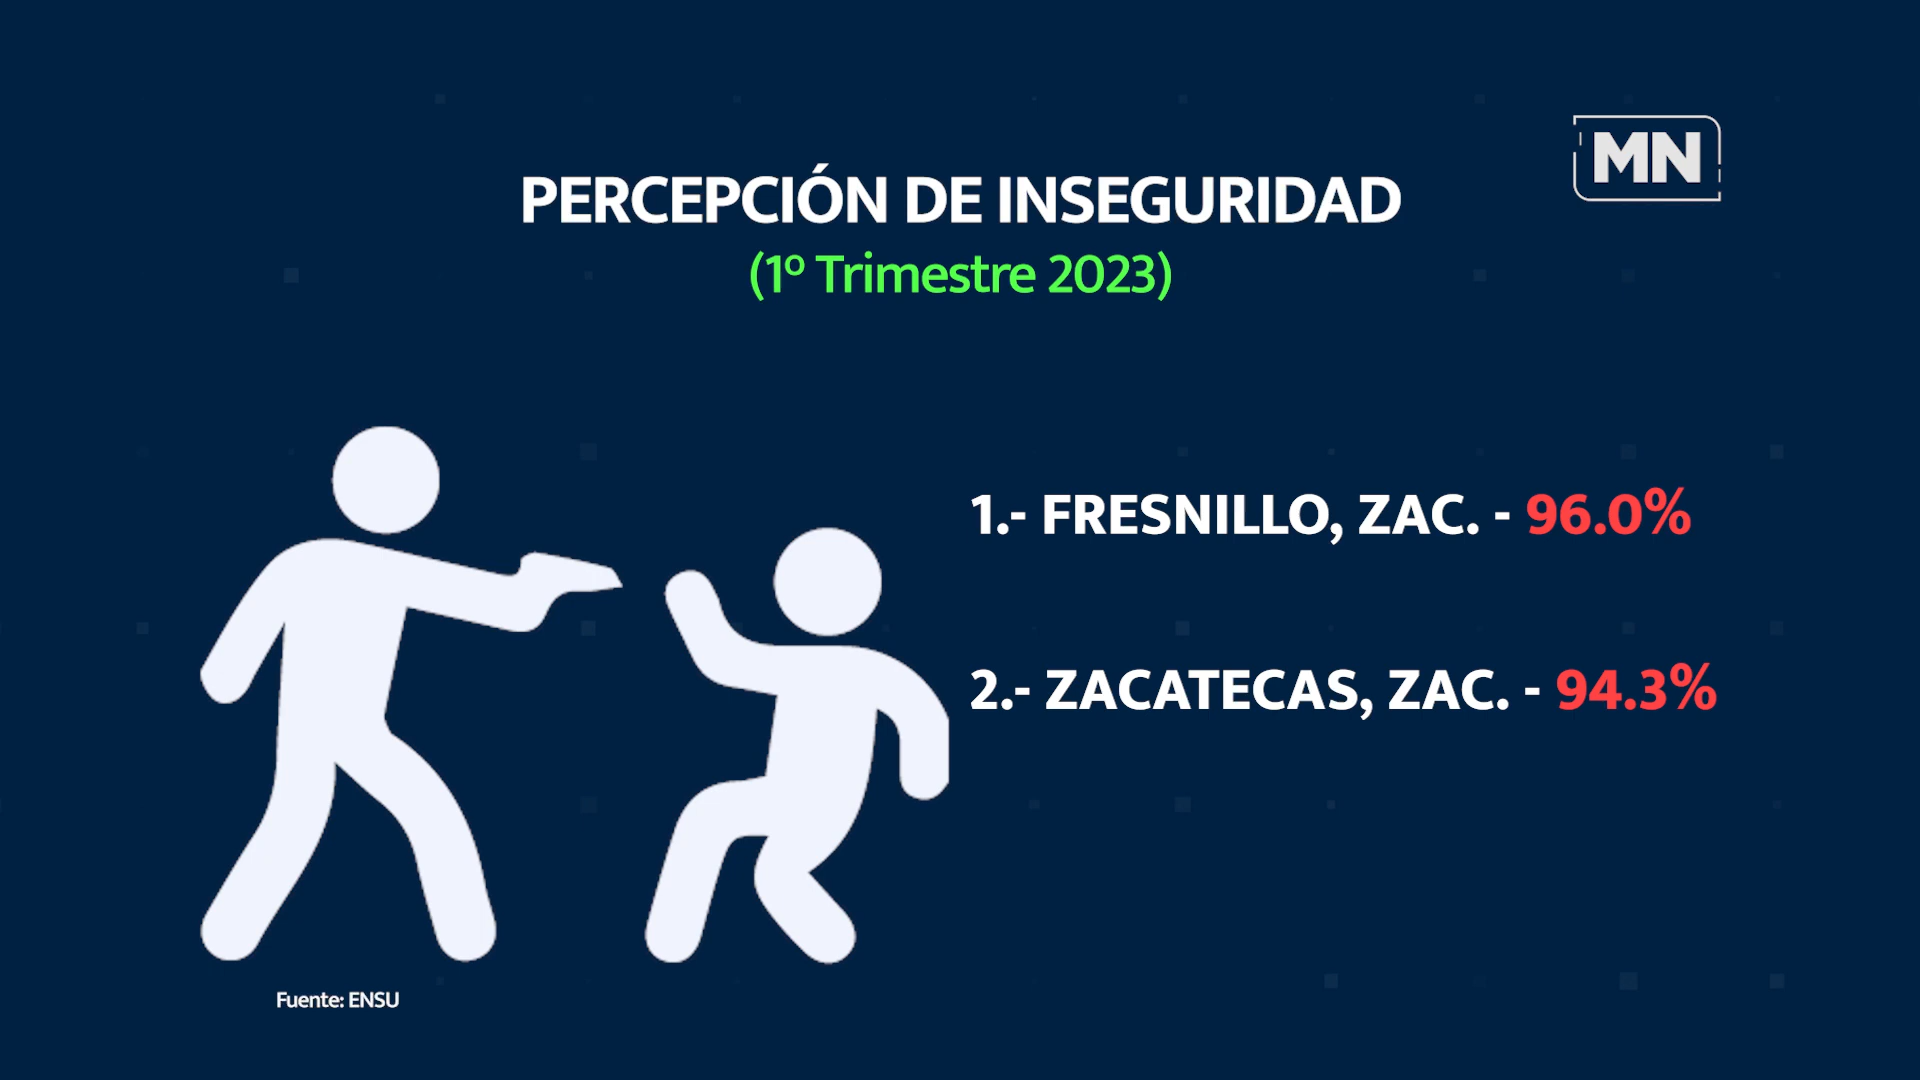 MN
PERCEPCIÓN DE INSEGURIDAD
(1º Trimestre 2023)
1.- FRESNILLO, ZAC. - 96.0%
2.- ZACATECAS, ZAC. - 94.3%
Fuente: ENSU